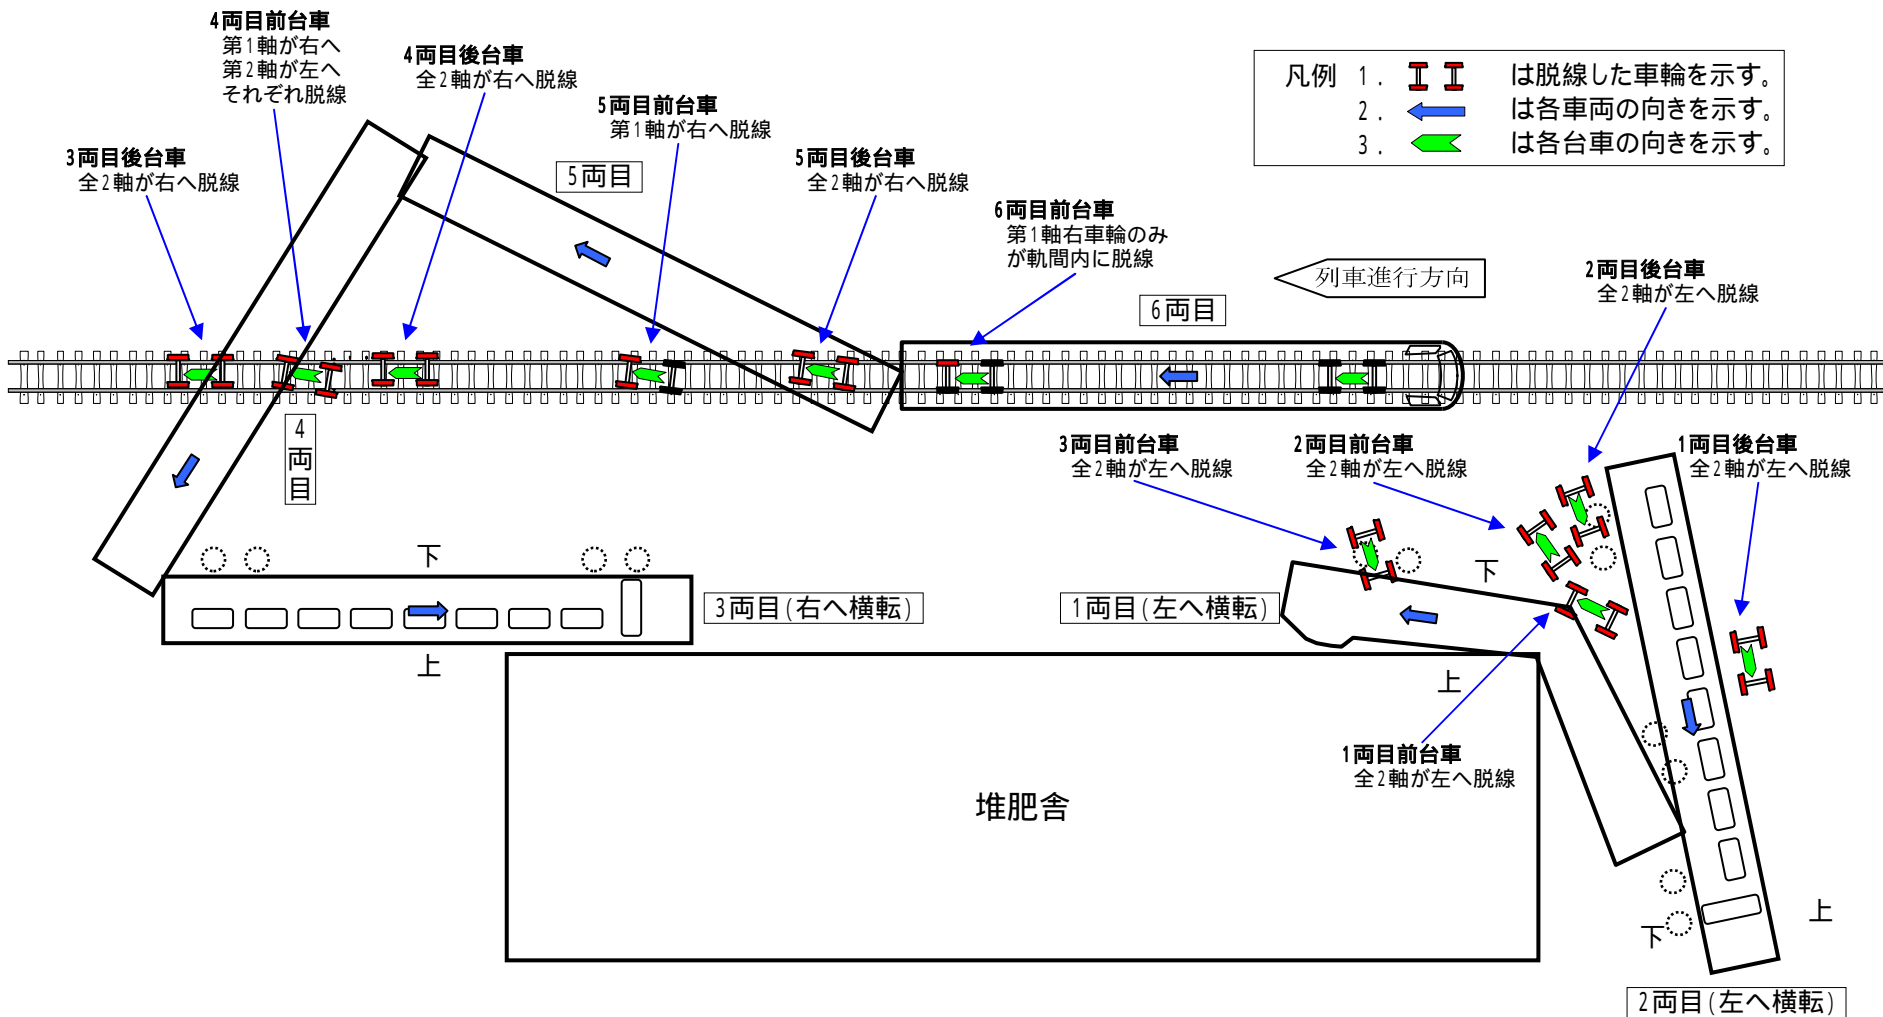 4両目前台車
第1軸が右へ
第2軸が左へ
それぞれ脱線
4両目後台車
全2軸が右へ脱線
5両目前台車
第1軸が右へ脱線
3両目後台車
全2軸が右へ脱線
5両目
5両目後台車
全2軸が右へ脱線
凡例 1. は脱線した車輪を示す。
2. は各車両の向きを示す。
3. は各台車の向きを示す。
6両目前台車
第1軸右車輪のみ
が軌間内に脱線
列車進行方向
6両目
2両目後台車
全2軸が左へ脱線
4両目
3両目前台車
全2軸が左へ脱線
2両目前台車
全2軸が左へ脱線
1両目後台車
全2軸が左へ脱線
下
3両目(右へ横転)
上
下
1両目(左へ横転)
上
1両目前台車
全2軸が左へ脱線
堆肥舎
上
下
2両目(左へ横転)